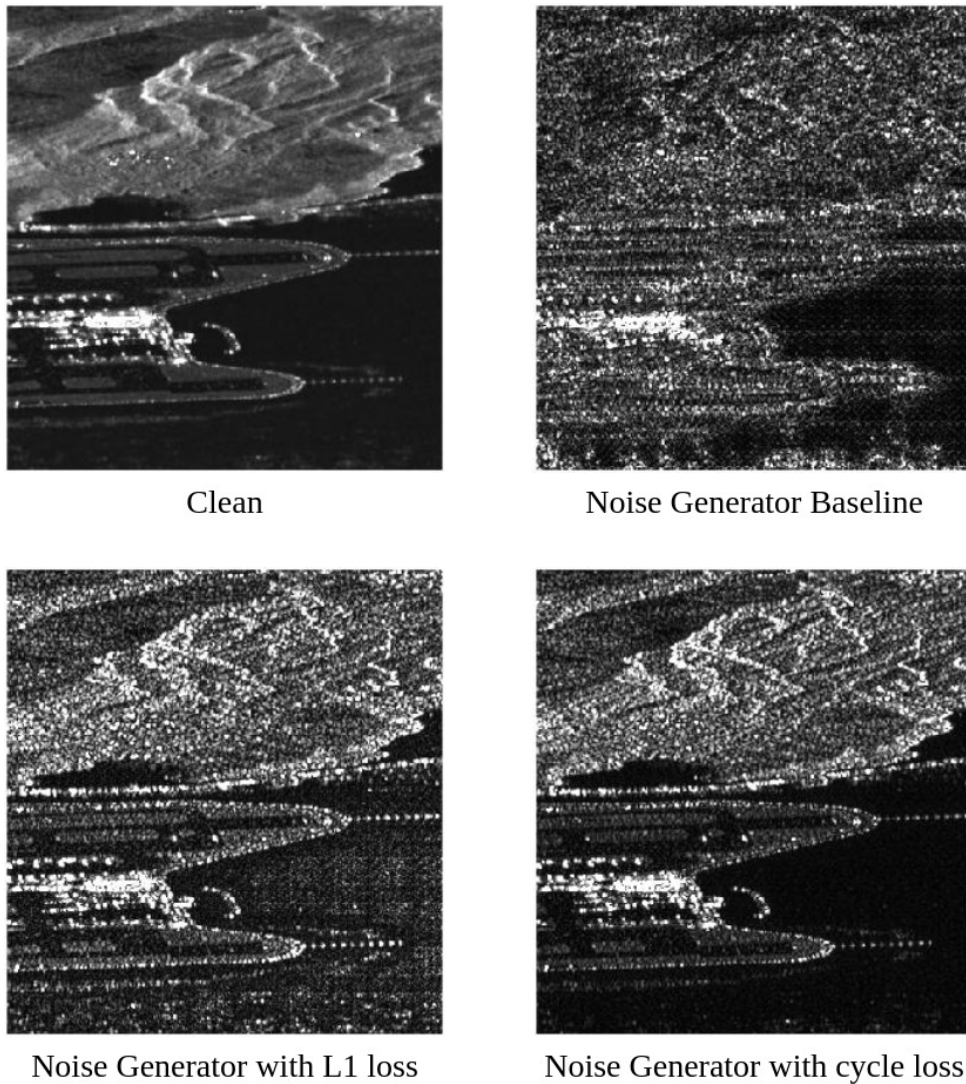 Clean
Noise Generator Baseline
Noise Generator with L1 loss
Noise Generator with cycle loss